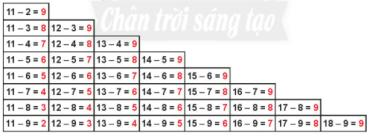 Chân trời sáng tạo
11 – 2 = 9
11 – 3 = 8 12 – 3 = 9
11 – 4 = 7 12 – 4 = 8 13 – 4 = 9
11 – 5 = 6 12 – 5 = 7 13 – 5 = 8 14 – 5 = 9
11 – 6 = 5 12 – 6 = 6 13 – 6 = 7 14 – 6 = 8 15 – 6 = 9
11 – 7 = 4 12 – 7 = 5 13 – 7 = 6 14 – 7 = 7 15 – 7 = 8 16 – 7 = 9
11 – 8 = 3 12 – 8 = 4 13 – 8 = 5 14 – 8 = 6 15 – 8 = 7 16 – 8 = 8 17 – 8 = 9
11 – 9 = 2 12 – 9 = 3 13 – 9 = 4 14 – 9 = 5 15 – 9 = 6 16 – 9 = 7 17 – 9 = 8 18 – 9 = 9